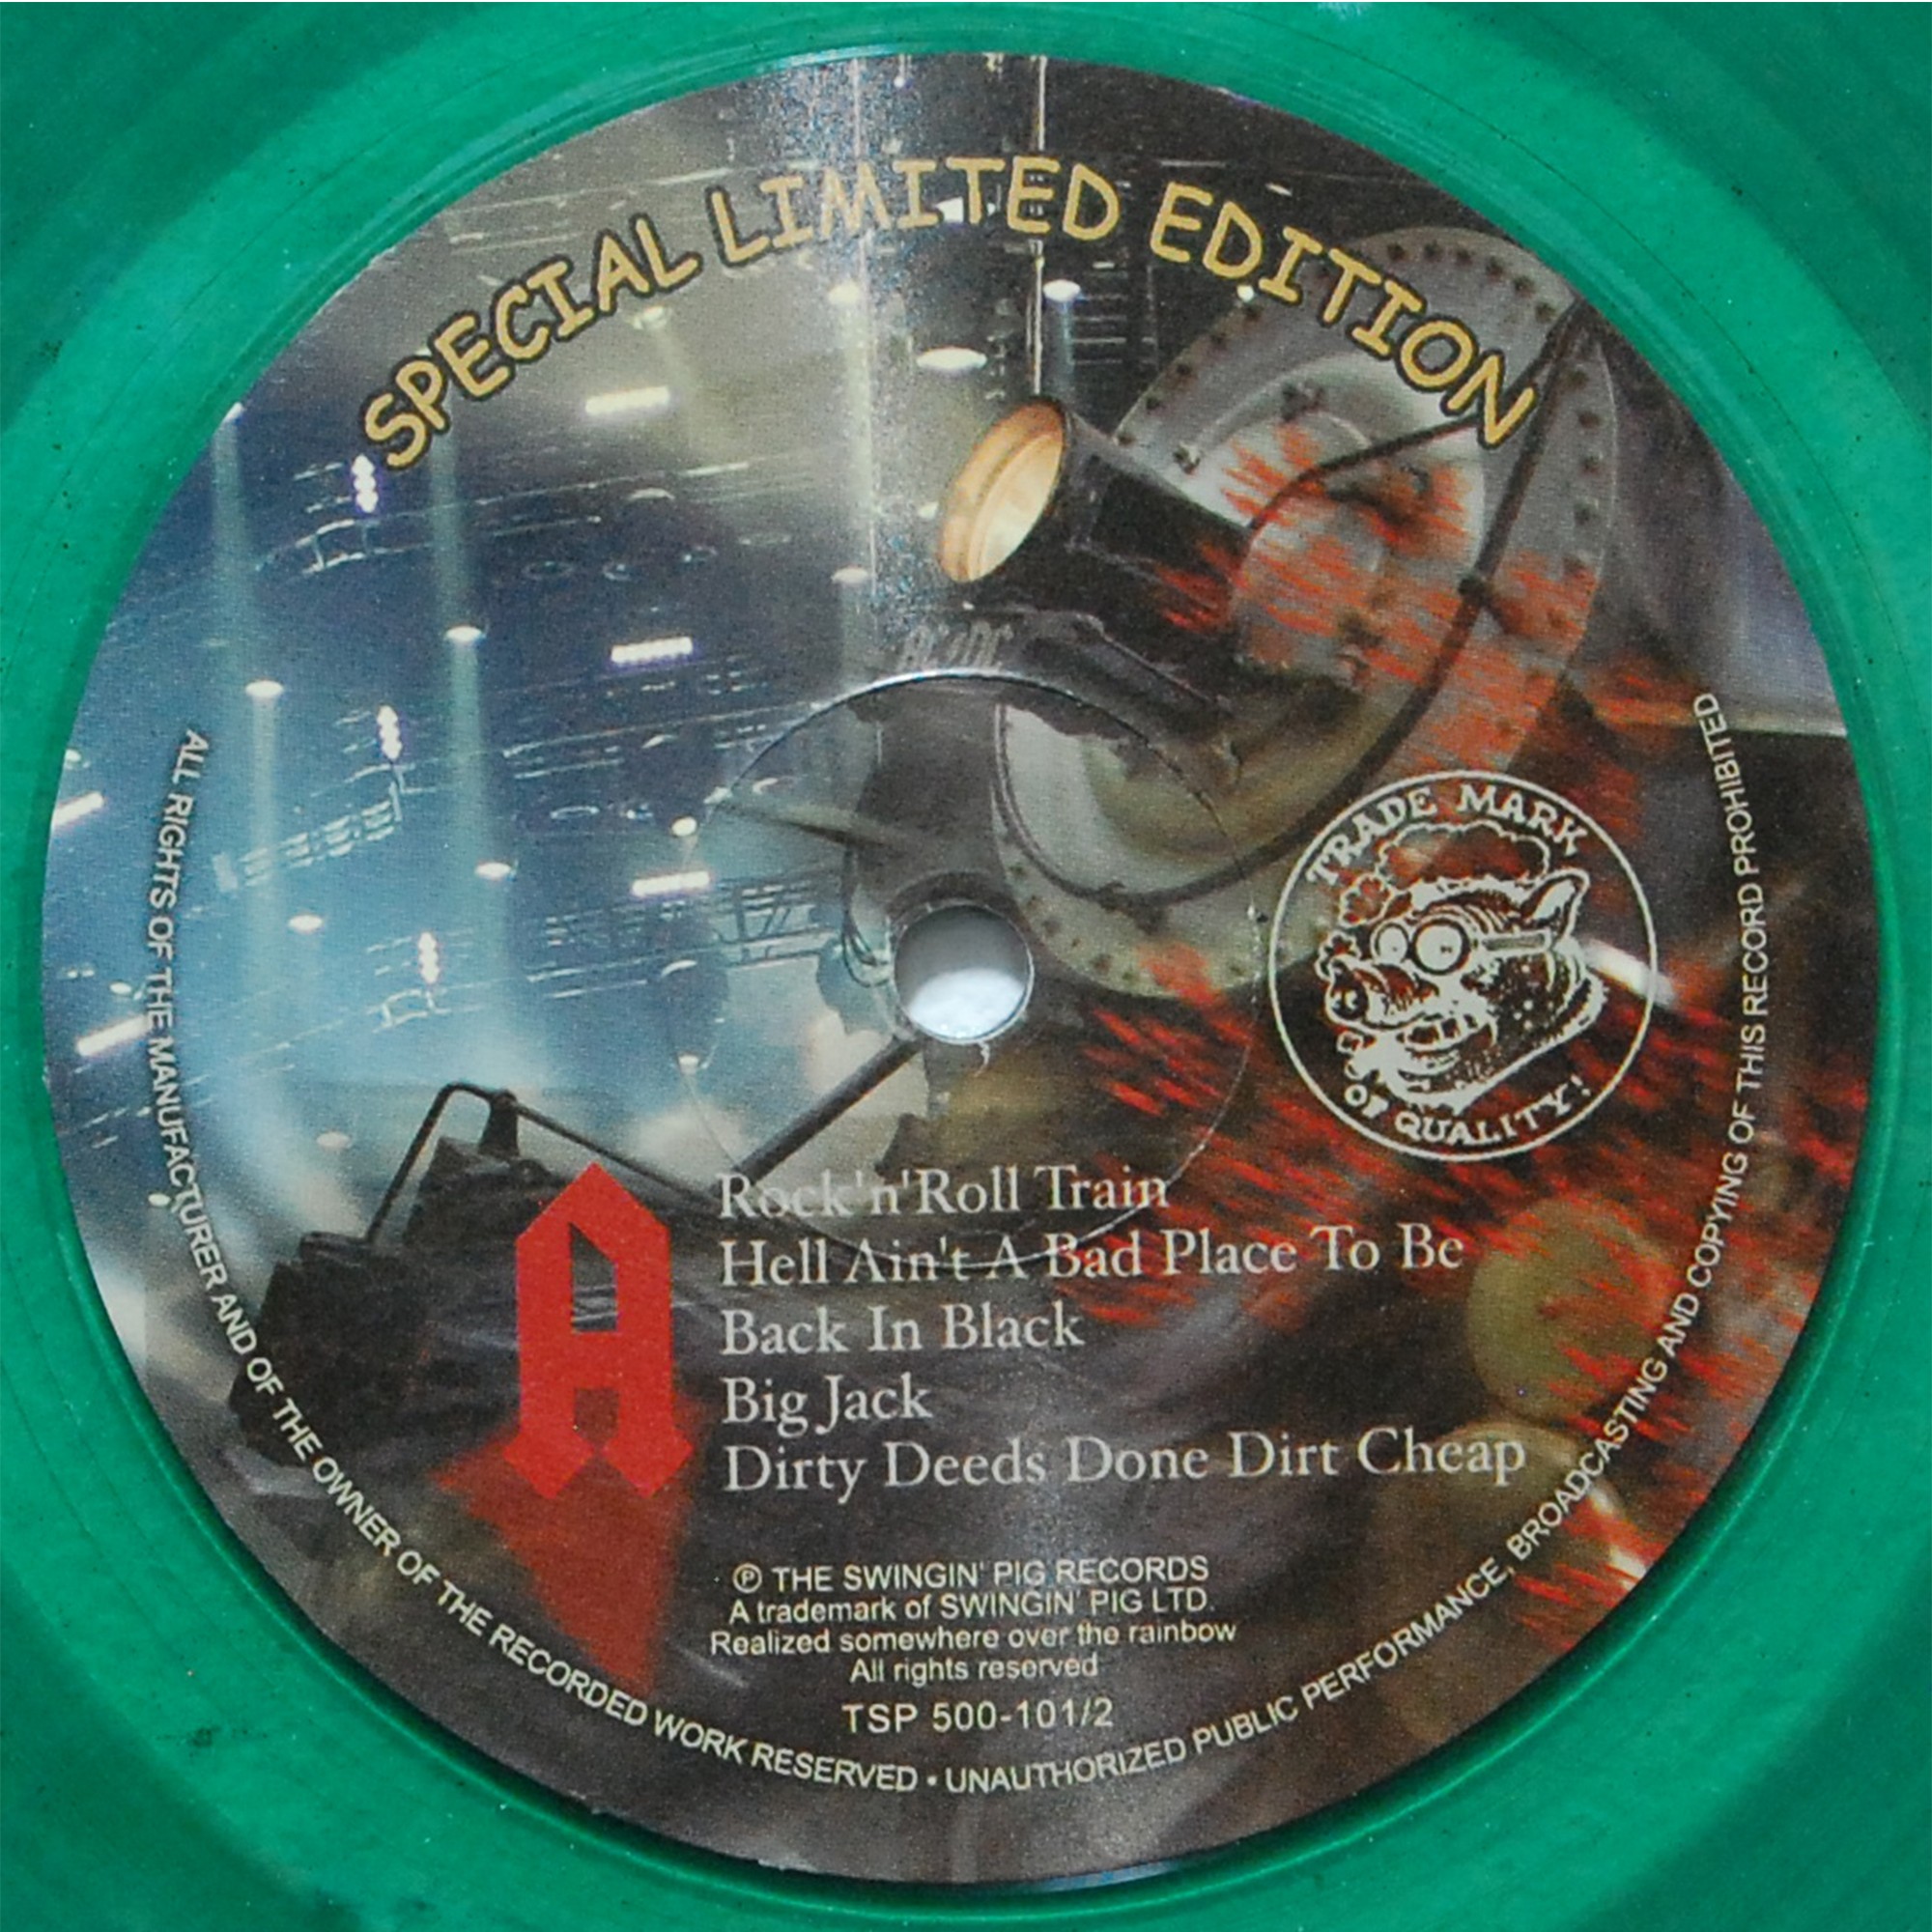 SPECIAL LIMITED EDITION
TRADE MARK
OF QUALITY!
A
Rock'n'Roll Train
Hell Ain't A Bad Place To Be
Back In Black
Big Jack
Dirty Deeds Done Dirt Cheap
℗ THE SWINGIN' PIG RECORDS
A trademark of SWINGIN' PIG LTD.
Realized somewhere over the rainbow
All rights reserved
TSP 500-101/2
ALL RIGHTS OF THE MANUFACTURER AND OF THE OWNER OF THE RECORDED WORK RESERVED • UNAUTHORIZED PUBLIC PERFORMANCE, BROADCASTING AND COPYING OF THIS RECORD PROHIBITED